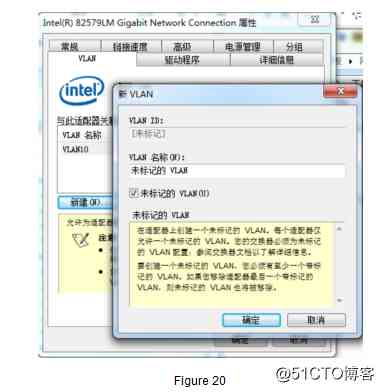 Intel(R) 82579LM Gigabit Network Connection 属性
常规 链接速度 高级 电源管理 分组
VLAN 驱动程序 详细信息
intel
新 VLAN
与此适配器关
VLAN ID:
[未标记]
VLAN 名称
VLAN10
VLAN 名称(N):
未标记的 VLAN
未标记的 VLAN(U)
新建(N)
未标记的 VLAN
允许为适配器
在适配器上创建一个未标记的 VLAN。每个适配器仅
允许一个未标记的 VLAN。您的交换器必须为未标记
的 VLAN 配置；参阅交换器文档以了解详细信息。
要创建一个未标记的 VLAN，您必须有至少一个带标
记的 VLAN。如果您移除适配器最后一个带标记的
VLAN，则未标记的 VLAN 也将被移除。
确定 取消
确定 取消
Figure 20
@51CTO博客